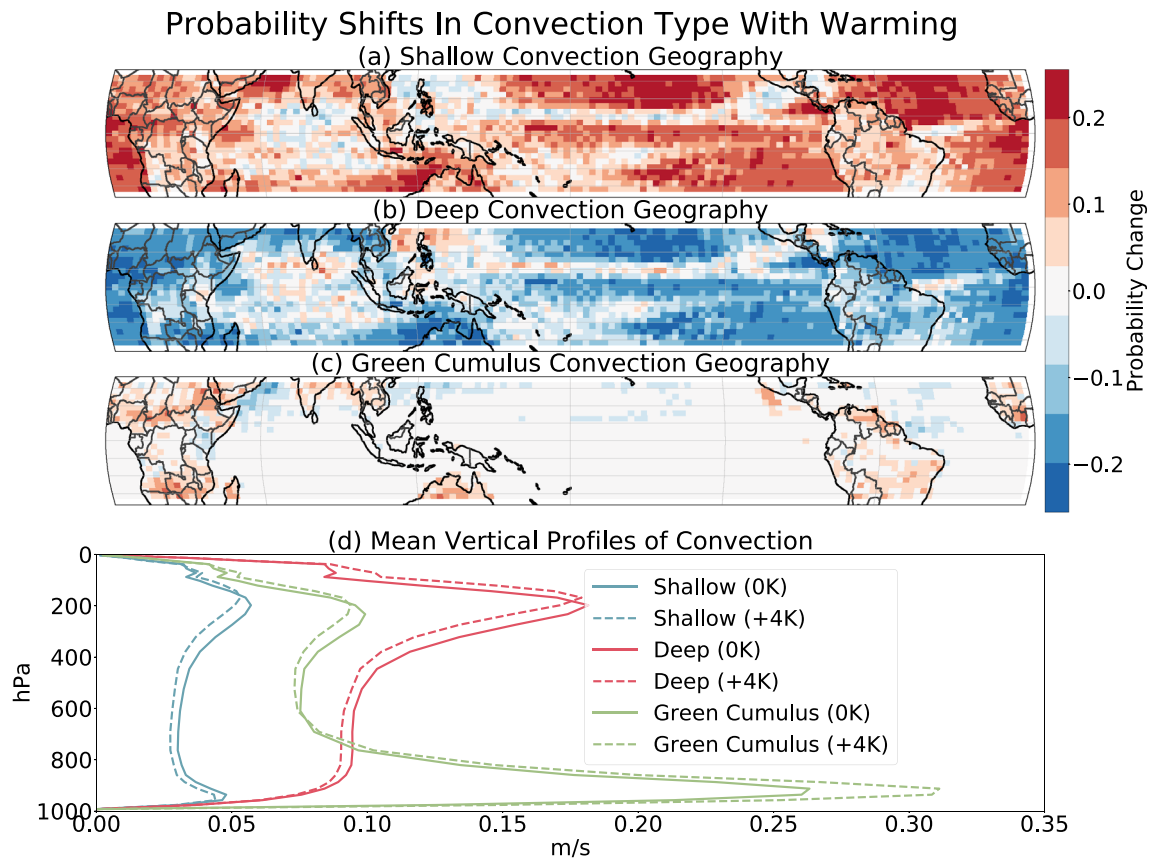 Probability Shifts In Convection Type With Warming
(a) Shallow Convection Geography
(b) Deep Convection Geography
(c) Green Cumulus Convection Geography
0.2
0.1
0.0
−0.1
−0.2
Probability Change
(d) Mean Vertical Profiles of Convection
0
200
400
600
800
1000
hPa
Shallow (0K)
Shallow (+4K)
Deep (0K)
Deep (+4K)
Green Cumulus (0K)
Green Cumulus (+4K)
0.00
0.05
0.10
0.15
0.20
0.25
0.30
0.35
m/s